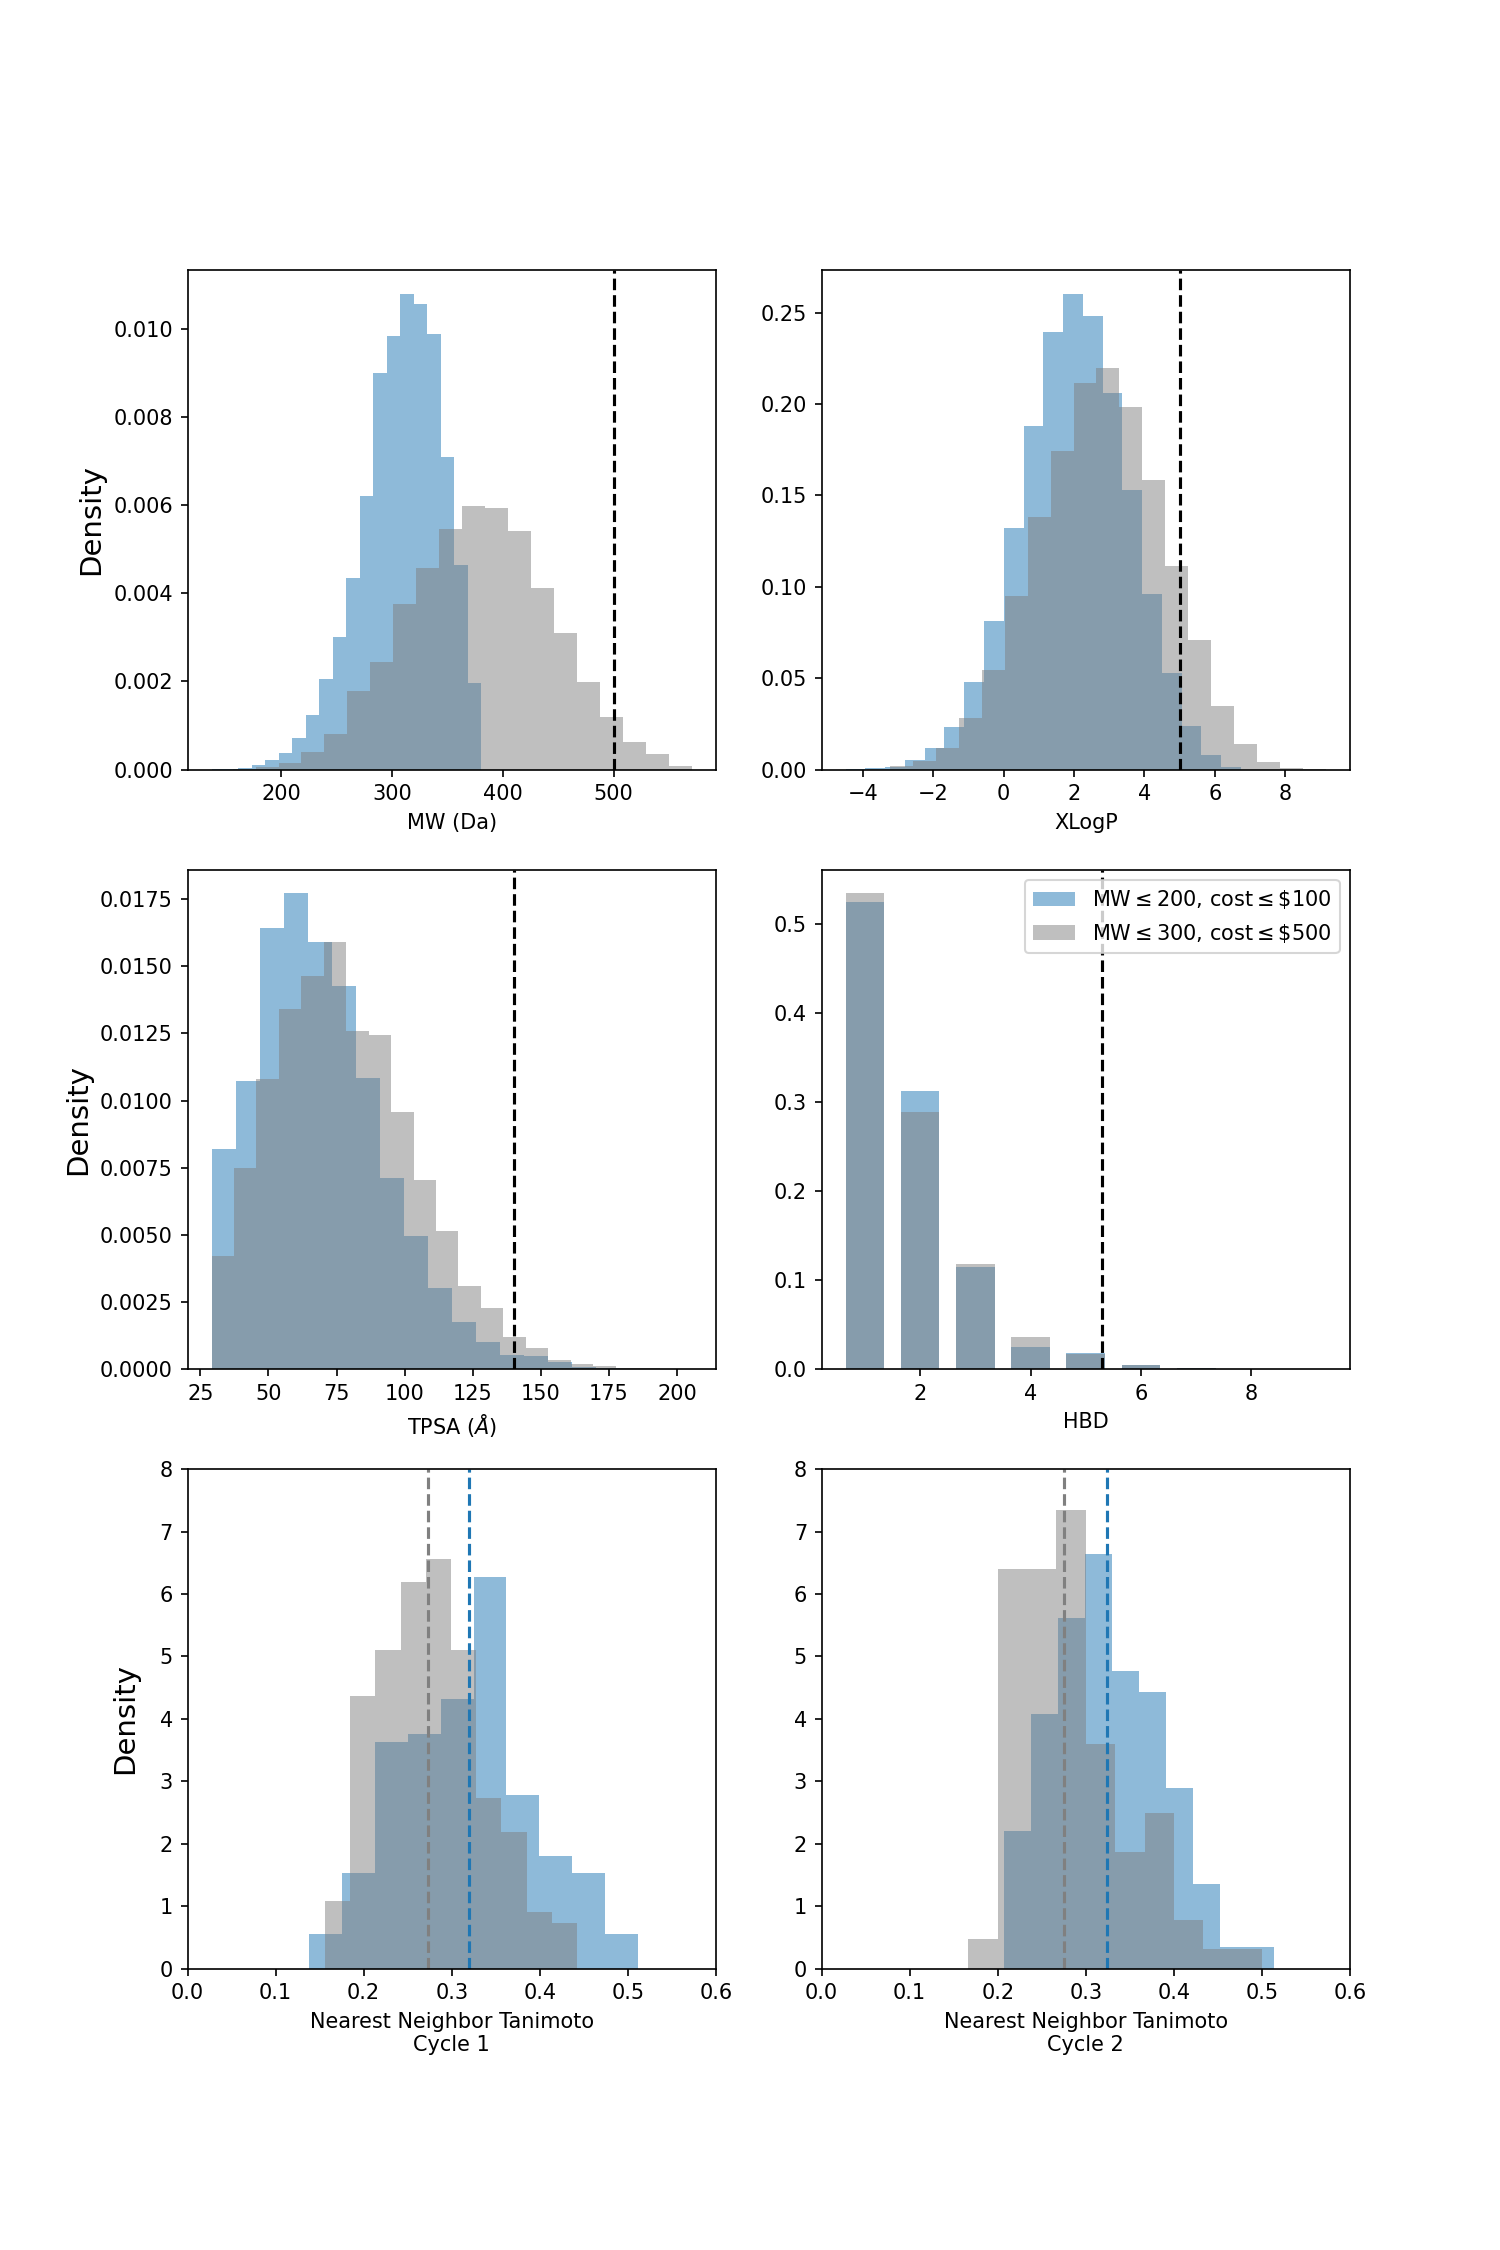 Density
0.010
0.008
0.006
0.004
0.002
0.000
200 300 400 500
MW (Da)
0.25
0.20
0.15
0.10
0.05
0.00
−4 −2 0 2 4 6 8
XLogP
Density
0.0175
0.0150
0.0125
0.0100
0.0075
0.0050
0.0025
0.0000
25 50 75 100 125 150 175 200
TPSA (Å)
MW ≤ 200, cost ≤ $100
MW ≤ 300, cost ≤ $500
0.5
0.4
0.3
0.2
0.1
0.0
2 4 6 8
HBD
Density
8
7
6
5
4
3
2
1
0
0.0 0.1 0.2 0.3 0.4 0.5 0.6
Nearest Neighbor Tanimoto
Cycle 1
8
7
6
5
4
3
2
1
0
0.0 0.1 0.2 0.3 0.4 0.5 0.6
Nearest Neighbor Tanimoto
Cycle 2